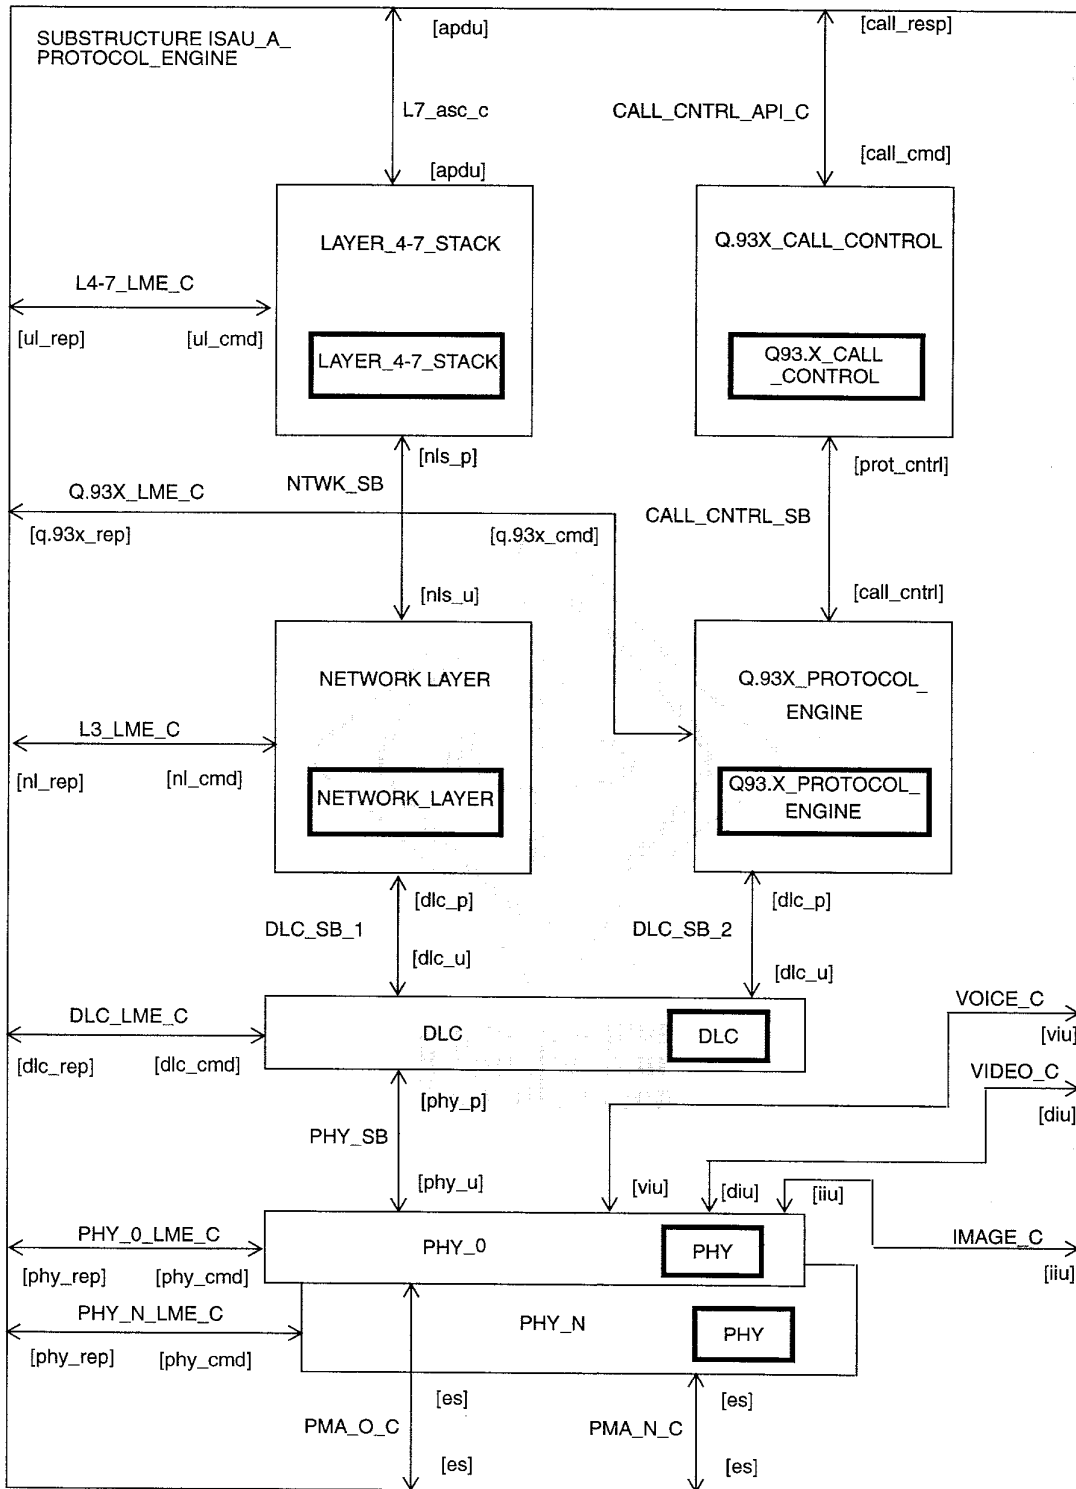 SUBSTRUCTURE ISAU_A_
PROTOCOL_ENGINE
[apdu]
[call_resp]
L7_asc_c
CALL_CNTRL_API_C
[apdu]
[call_cmd]
LAYER_4-7_STACK
Q.93X_CALL_CONTROL
L4-7_LME_C
[ul_rep]
[ul_cmd]
LAYER_4-7_STACK
Q93.X_CALL
_CONTROL
[nls_p]
[prot_cntrl]
NTWK_SB
Q.93X_LME_C
CALL_CNTRL_SB
[q.93x_rep]
[q.93x_cmd]
[nls_u]
[call_cntrl]
NETWORK LAYER
Q.93X_PROTOCOL_
ENGINE
L3_LME_C
[nl_rep]
[nl_cmd]
NETWORK_LAYER
Q93.X_PROTOCOL_
ENGINE
[dlc_p]
[dlc_p]
DLC_SB_1
DLC_SB_2
[dlc_u]
[dlc_u]
DLC_LME_C
DLC
DLC
VOICE_C
[viu]
[dlc_rep]
[dlc_cmd]
VIDEO_C
[diu]
[phy_p]
PHY_SB
[phy_u]
[viu]
[diu]
[iiu]
PHY_0_LME_C
PHY_0
PHY
IMAGE_C
[iiu]
[phy_rep]
[phy_cmd]
PHY_N_LME_C
PHY_N
PHY
[phy_rep]
[phy_cmd]
[es]
[es]
PMA_O_C
PMA_N_C
[es]
[es]